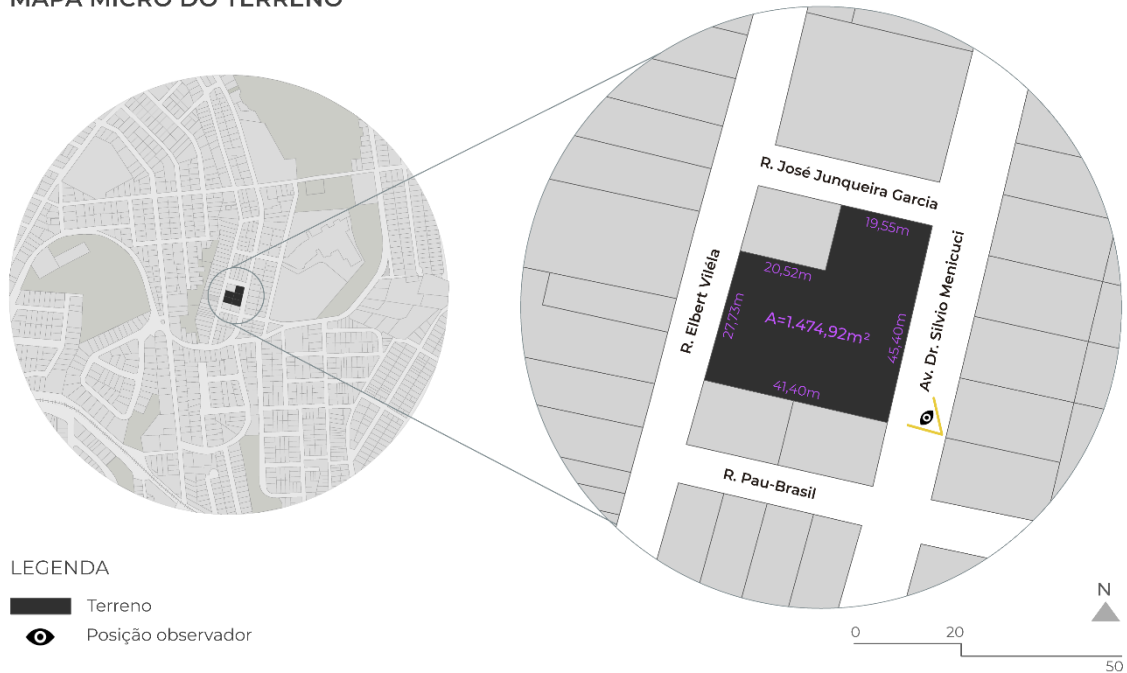 MAPA MICRO DO TERRENO
R. José Junqueira Garcia
19,55m
20,52m
R. Elbert Viléla
27,73m
A=1.474,92m²
45,40m
Av. Dr. Silvio Menicuci
41,40m
R. Pau-Brasil
LEGENDA
Terreno
Posição observador
N
0
20
50